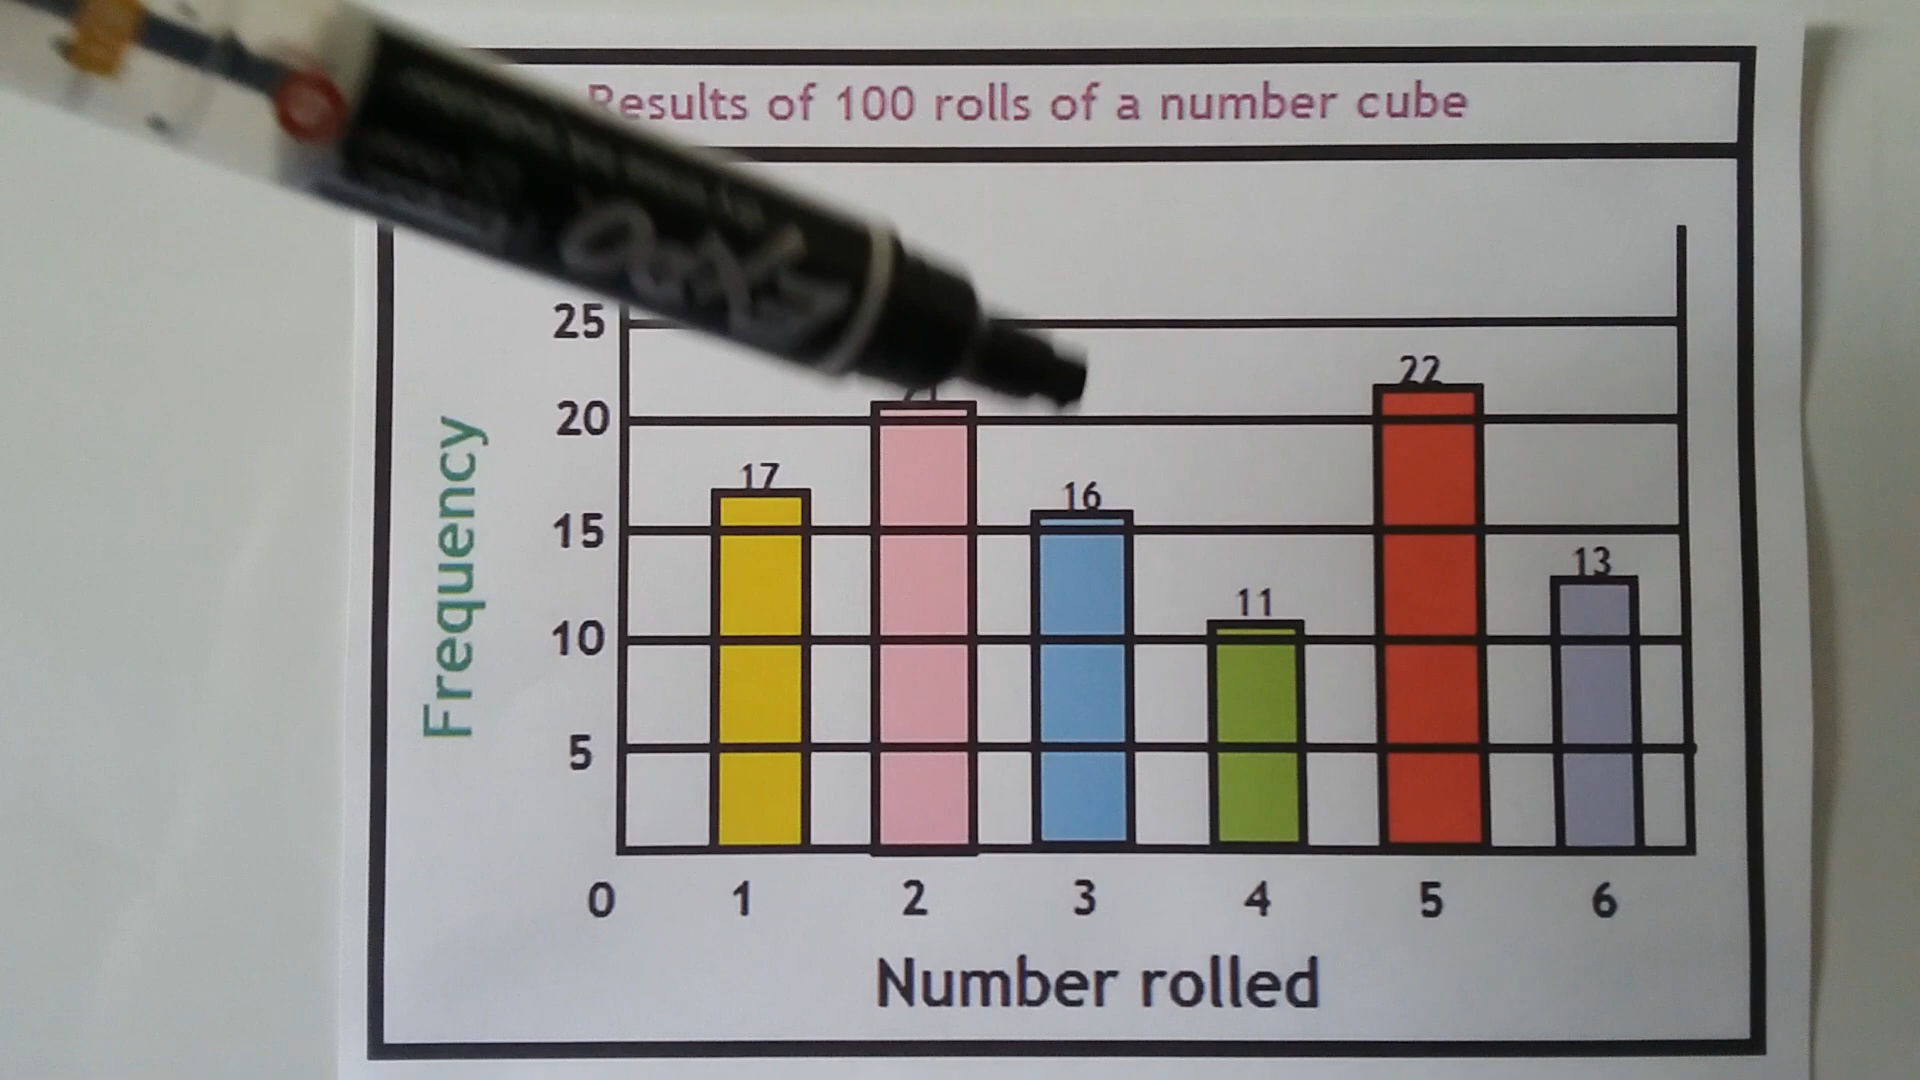 Results of 100 rolls of a number cube
25
20
15
10
5
Frequency
17
16
11
22
13
0 1 2 3 4 5 6
Number rolled